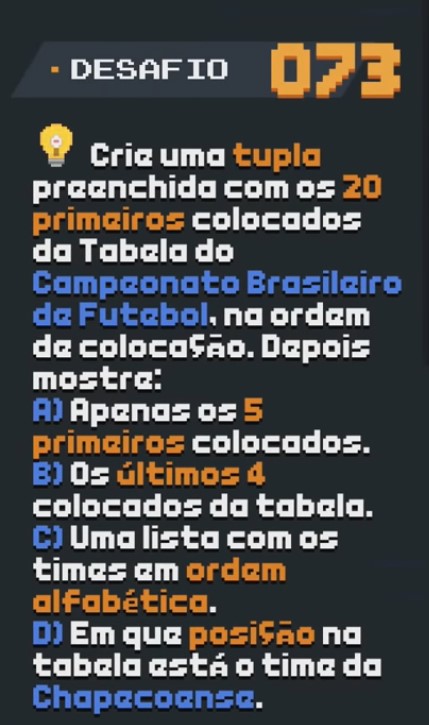 DESAFIO 073
Crie uma tupla
preenchida com os 20
primeiros colocados
da Tabela do
Campeonato Brasileiro
de Futebol, na ordem
de colocação. Depois
mostre:
A) Apenas os 5
primeiros colocados.
B) Os últimos 4
colocados da tabela.
C) Uma lista com os
times em ordem
alfabética.
D) Em que posição na
tabela está o time da
Chapecoense.